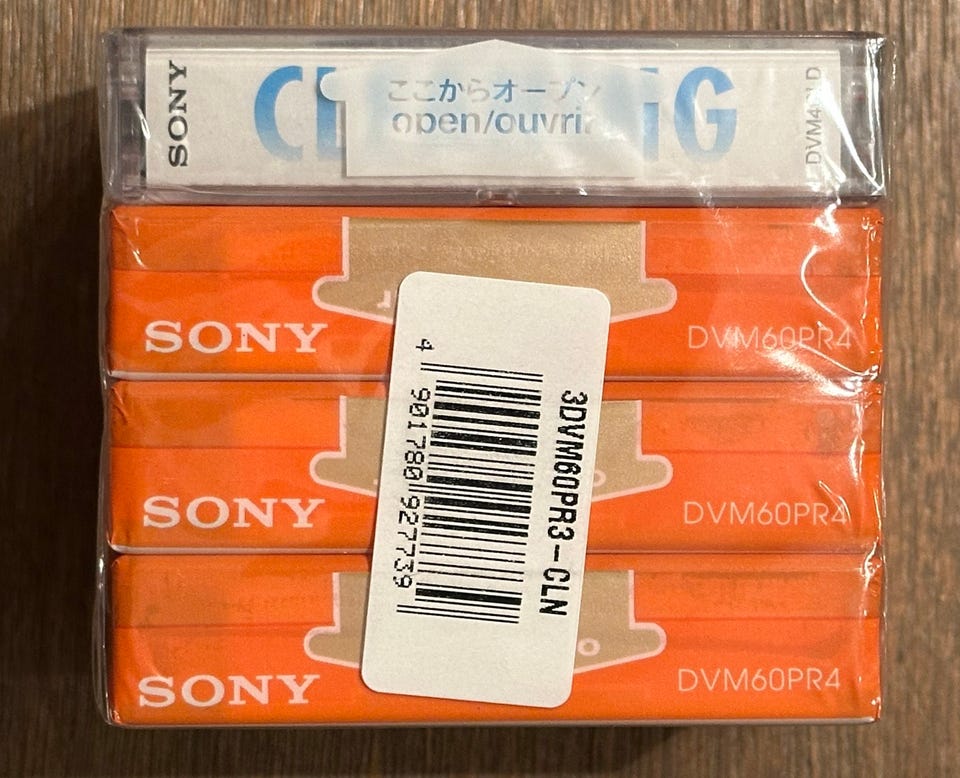 SONY
ここからオープン
open/ouvrir
DVM4CLD
SONY
DVM60PR4
SONY
DVM60PR4
SONY
DVM60PR4
3DVM60PR3-CLN
4 901780 927739